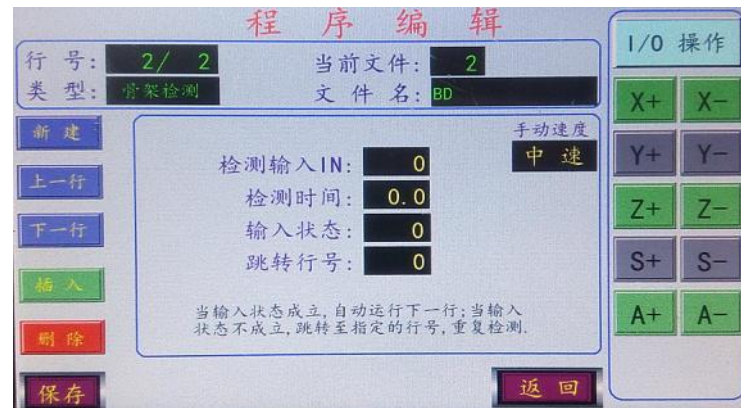 程序编辑
行号: 2/ 2 当前文件: 2
类型: 骨架检测 文件名: BD
I/O 操作
新建
上一行
下一行
插入
删除
手动速度
中速
检测输入IN: 0
检测时间: 0.0
输入状态: 0
跳转行号: 0
当输入状态成立,自动运行下一行;当输入
状态不成立,跳转至指定的行号,重复检测.
X+ X-
Y+ Y-
Z+ Z-
S+ S-
A+ A-
保存
返回